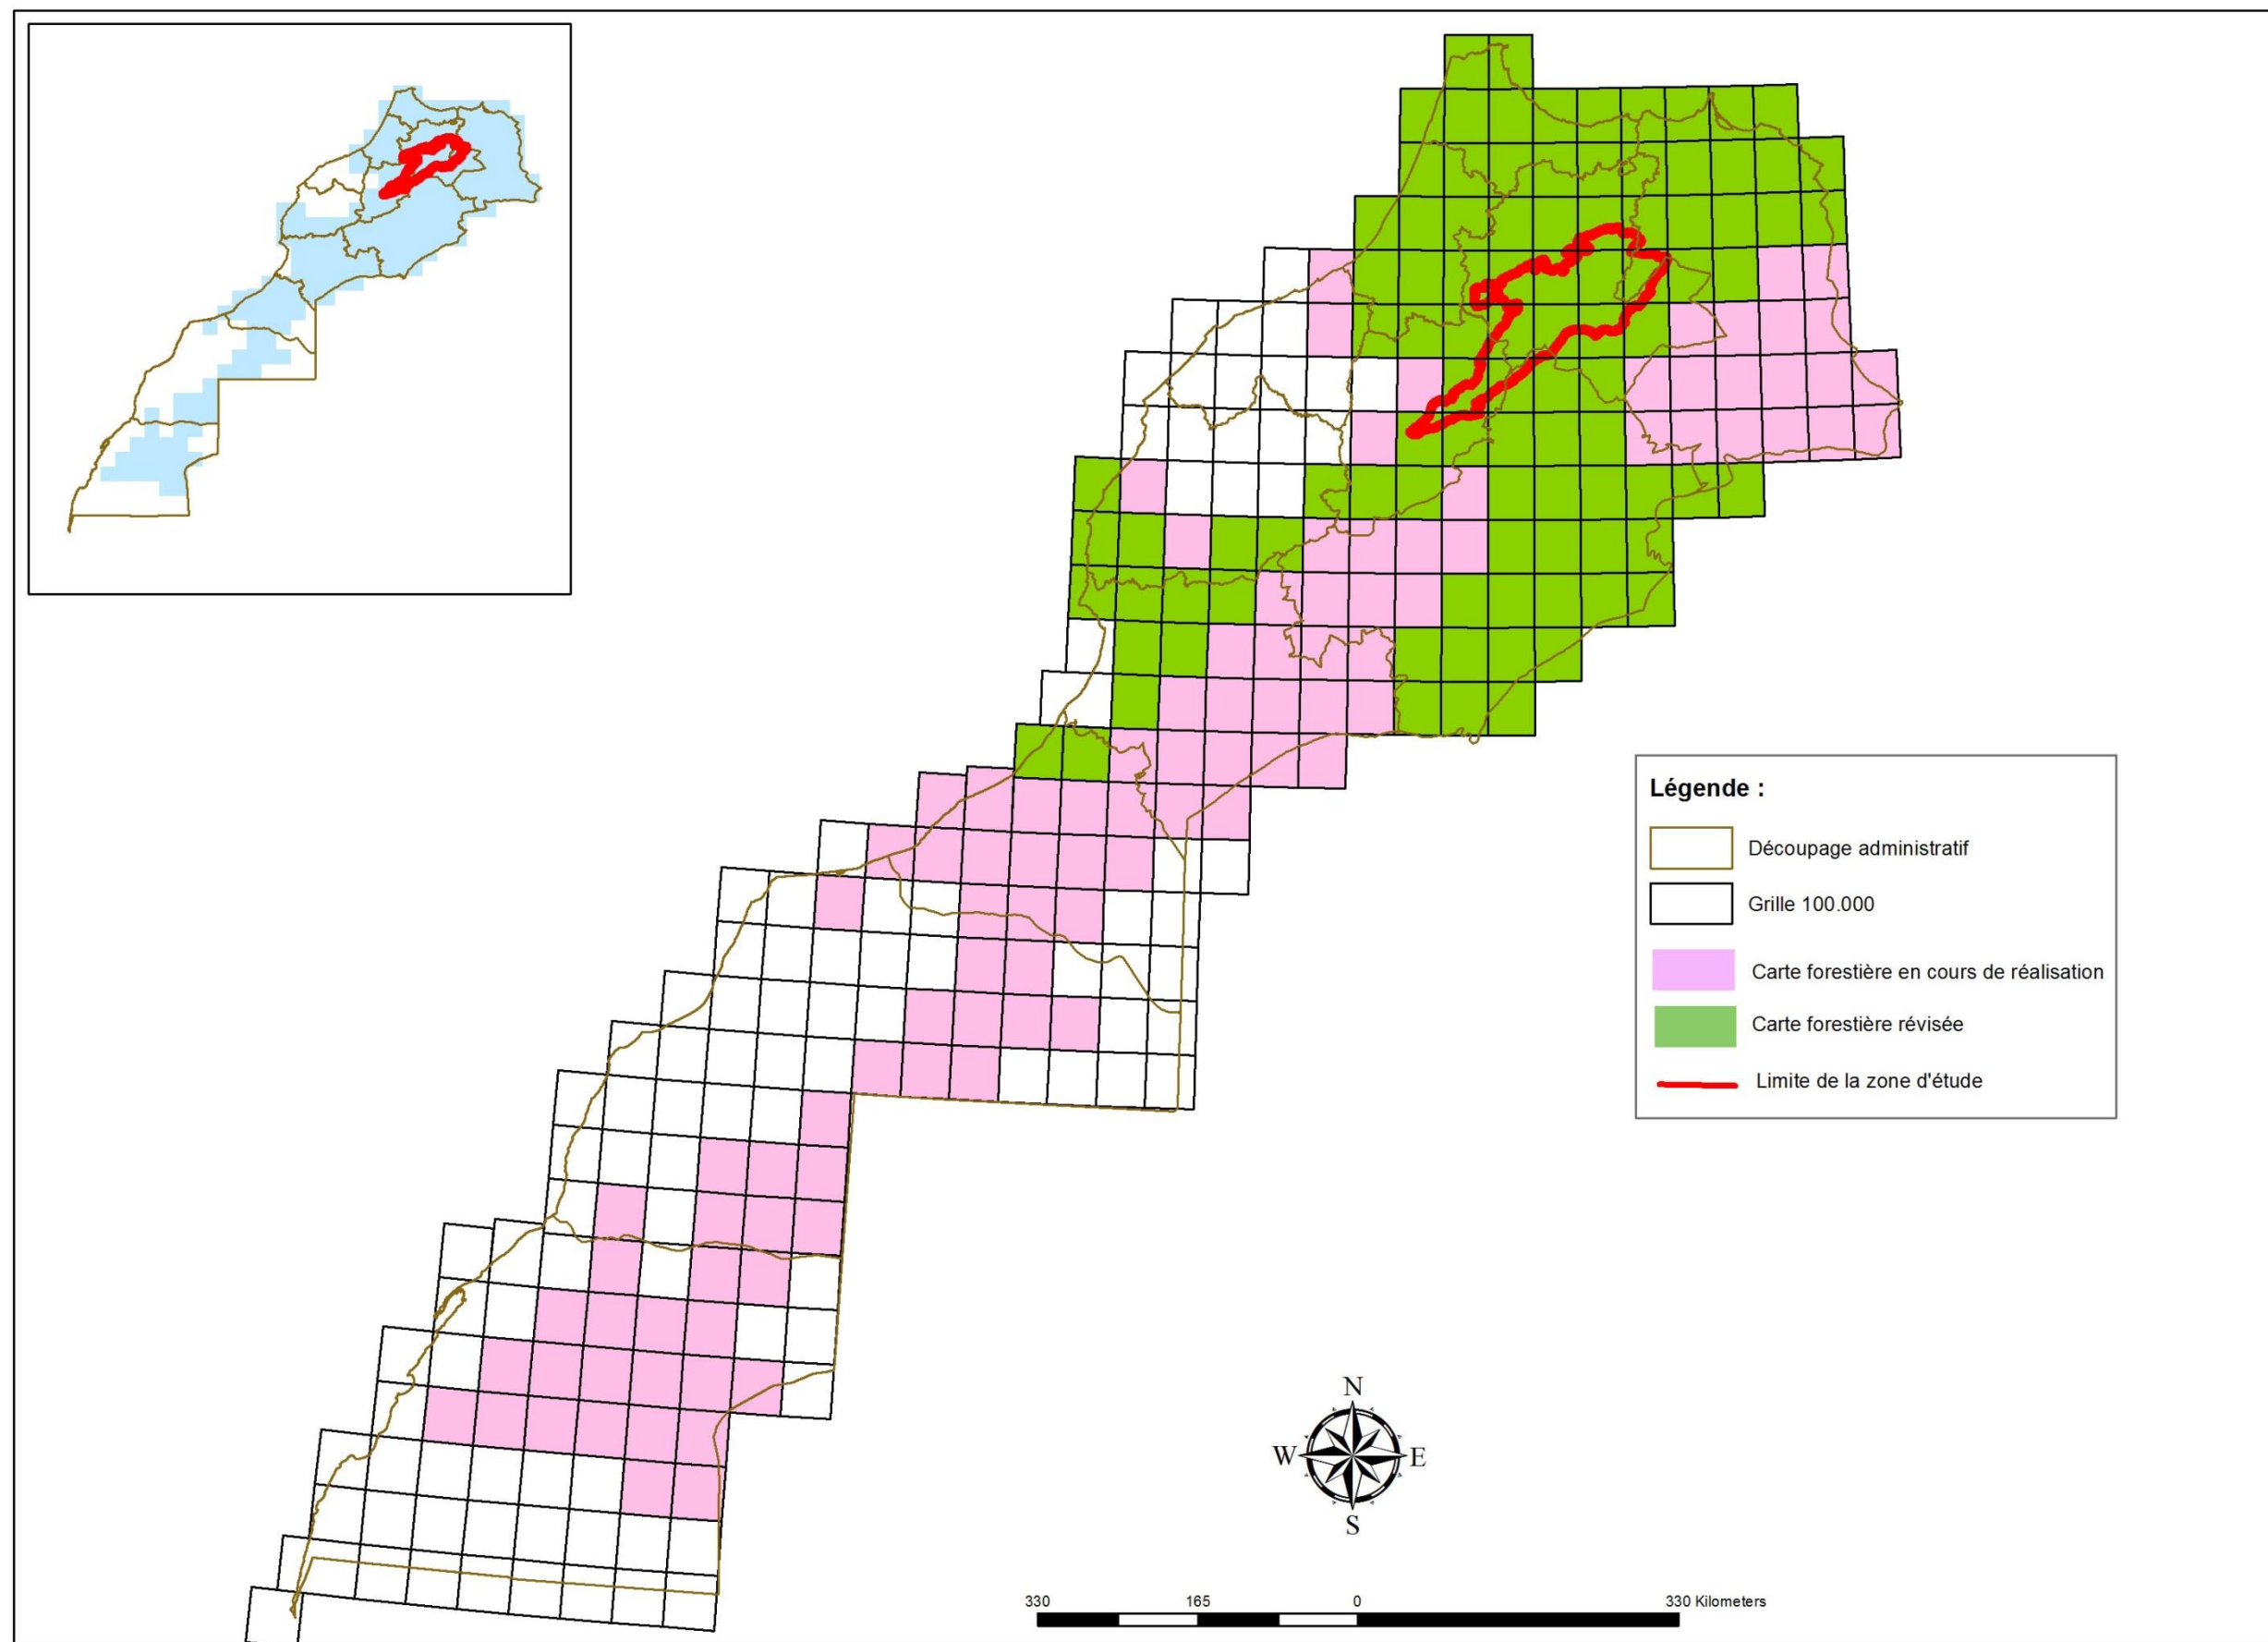 Légende :
Découpage administratif
Grille 100.000
Carte forestière en cours de réalisation
Carte forestière révisée
Limite de la zone d'étude
N
W E
S
330 165 0 330 Kilometers